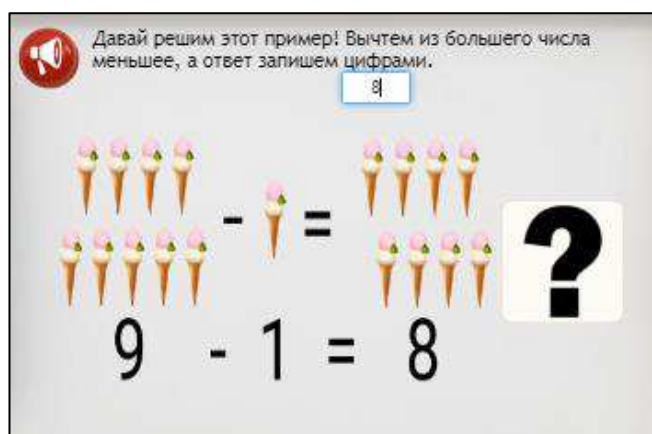 Давай решим этот пример! Вычтем из большего числа
меньшее, а ответ запишем цифрами.
8
- =
?
9 - 1 = 8